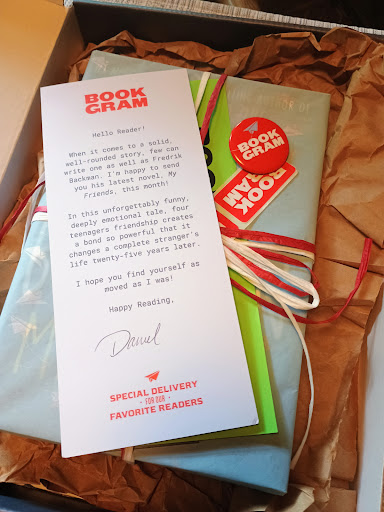 BOOK
GRAM
Hello Reader!
When it comes to a solid,
well-rounded story, few can
write one as well as Fredrik
Backman. I'm happy to send
you his latest novel, My
Friends, this month!
In this unforgettably funny,
deeply emotional tale, four
teenagers friendship creates
a bond so powerful that it
changes a complete stranger's
life twenty-five years later.
I hope you find yourself as
moved as I was!
Happy Reading,
Daniel
SPECIAL DELIVERY
- FOR OUR -
FAVORITE READERS
BOOK
GRAM
BOOK
GRAM
AUTHOR OF